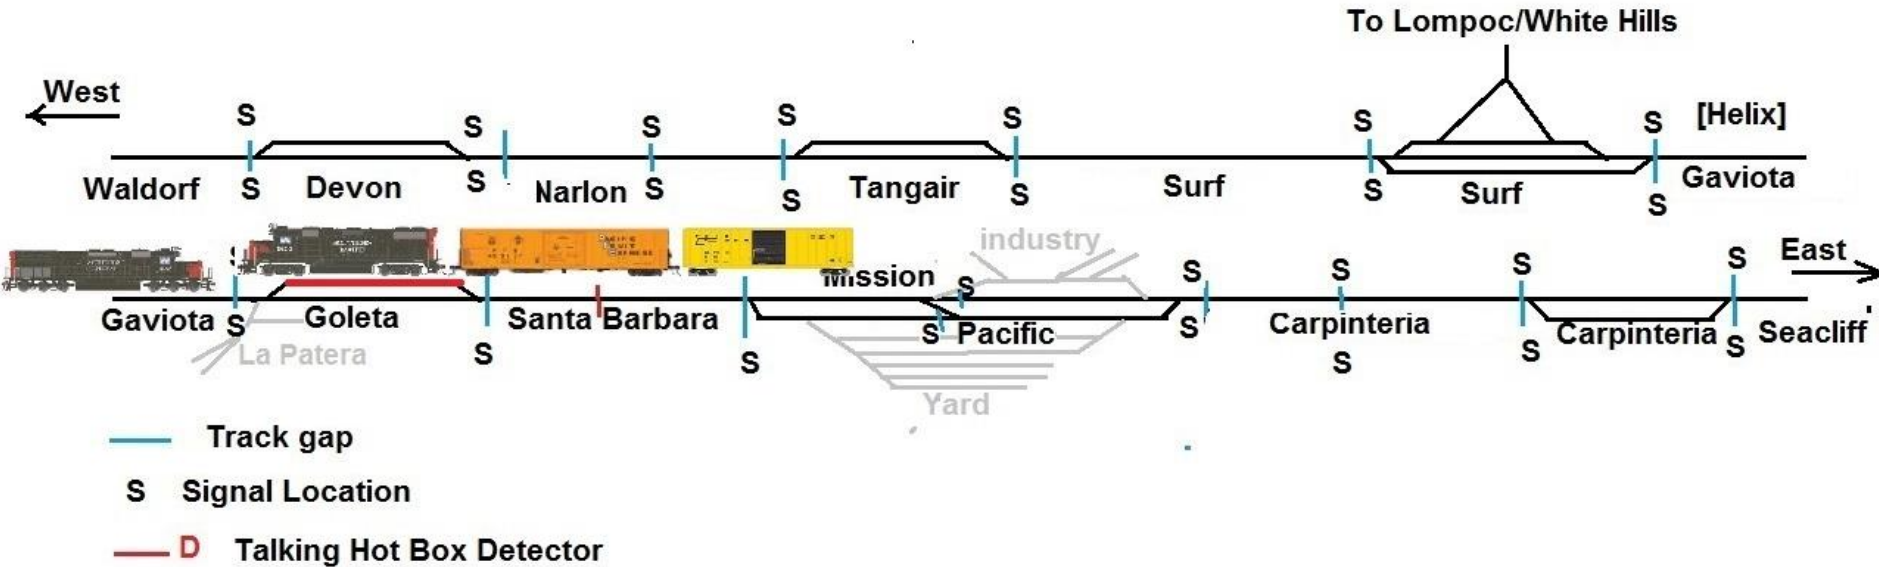 To Lompoc/White Hills
West
S S S S S S S [Helix]
Waldorf S Devon S Narlon S S Tangair S Surf S Surf S Gaviota
industry
S Mission S S S S S East
Gaviota S Goleta Santa Barbara S Pacific S Carpinteria Carpinteria S Seacliff
La Patera S S S S
Yard
Track gap
S Signal Location
D Talking Hot Box Detector